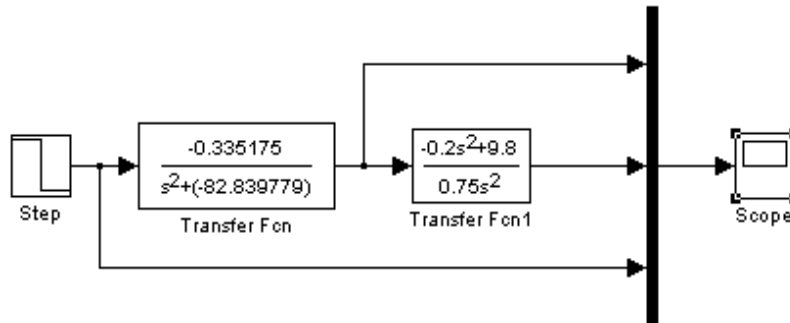 -0.335175
s²+(-82.839779)
-0.2s²+9.8
0.75s²
Step
Transfer Fcn
Transfer Fcn1
Scope